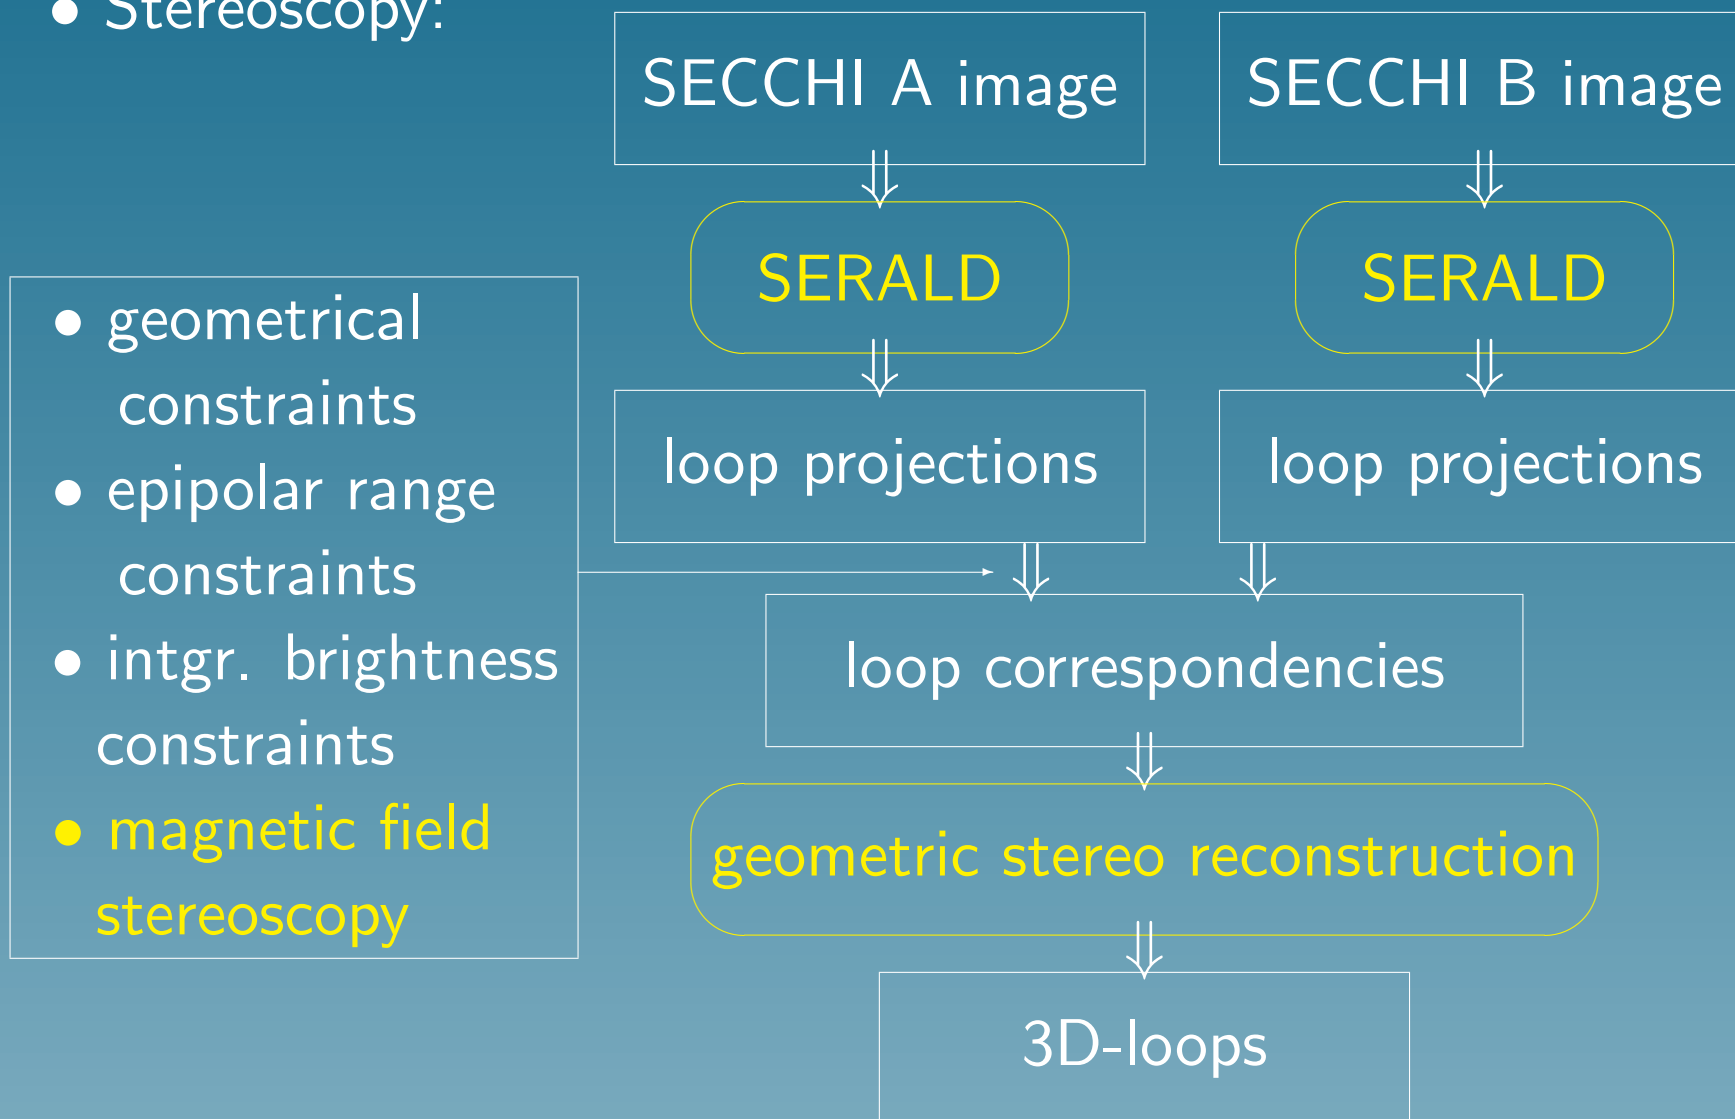 • Stereoscopy:
SECCHI A image
SECCHI B image
SERALD
SERALD
• geometrical
constraints
• epipolar range
constraints
• intgr. brightness
constraints
• magnetic field
stereoscopy
loop projections
loop projections
loop correspondencies
geometric stereo reconstruction
3D-loops